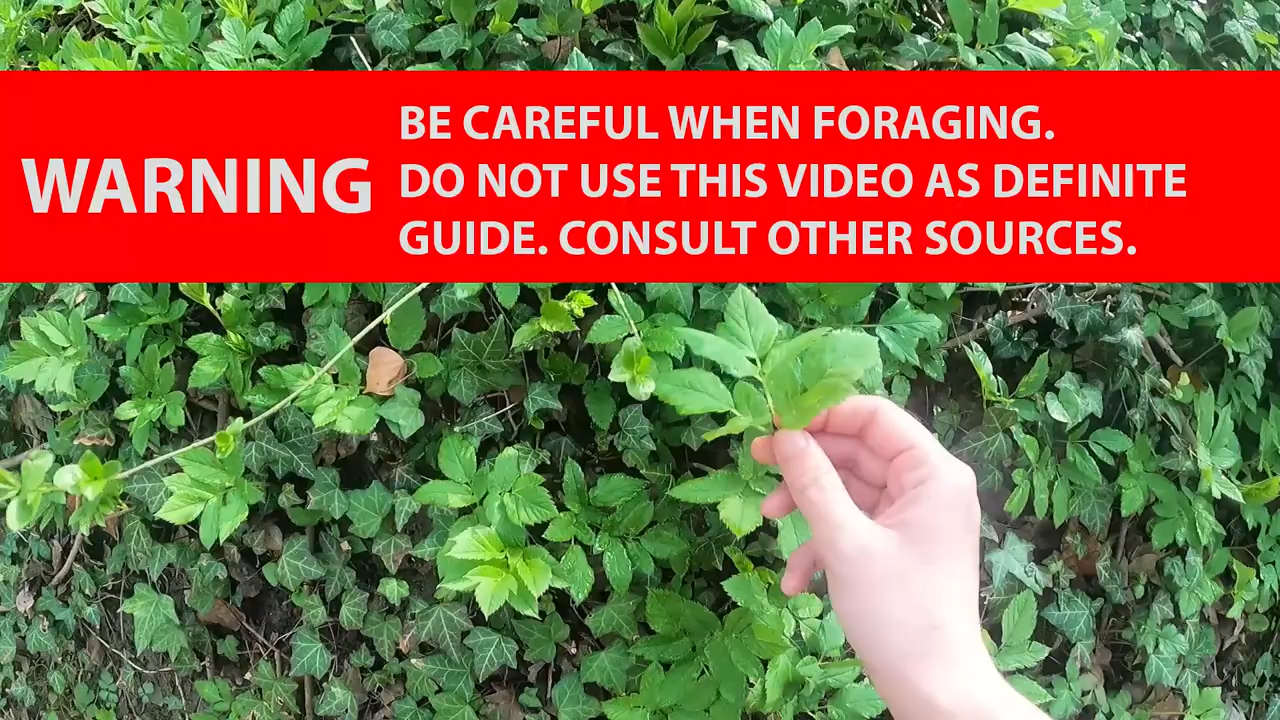 WARNING
BE CAREFUL WHEN FORAGING.
DO NOT USE THIS VIDEO AS DEFINITE
GUIDE. CONSULT OTHER SOURCES.